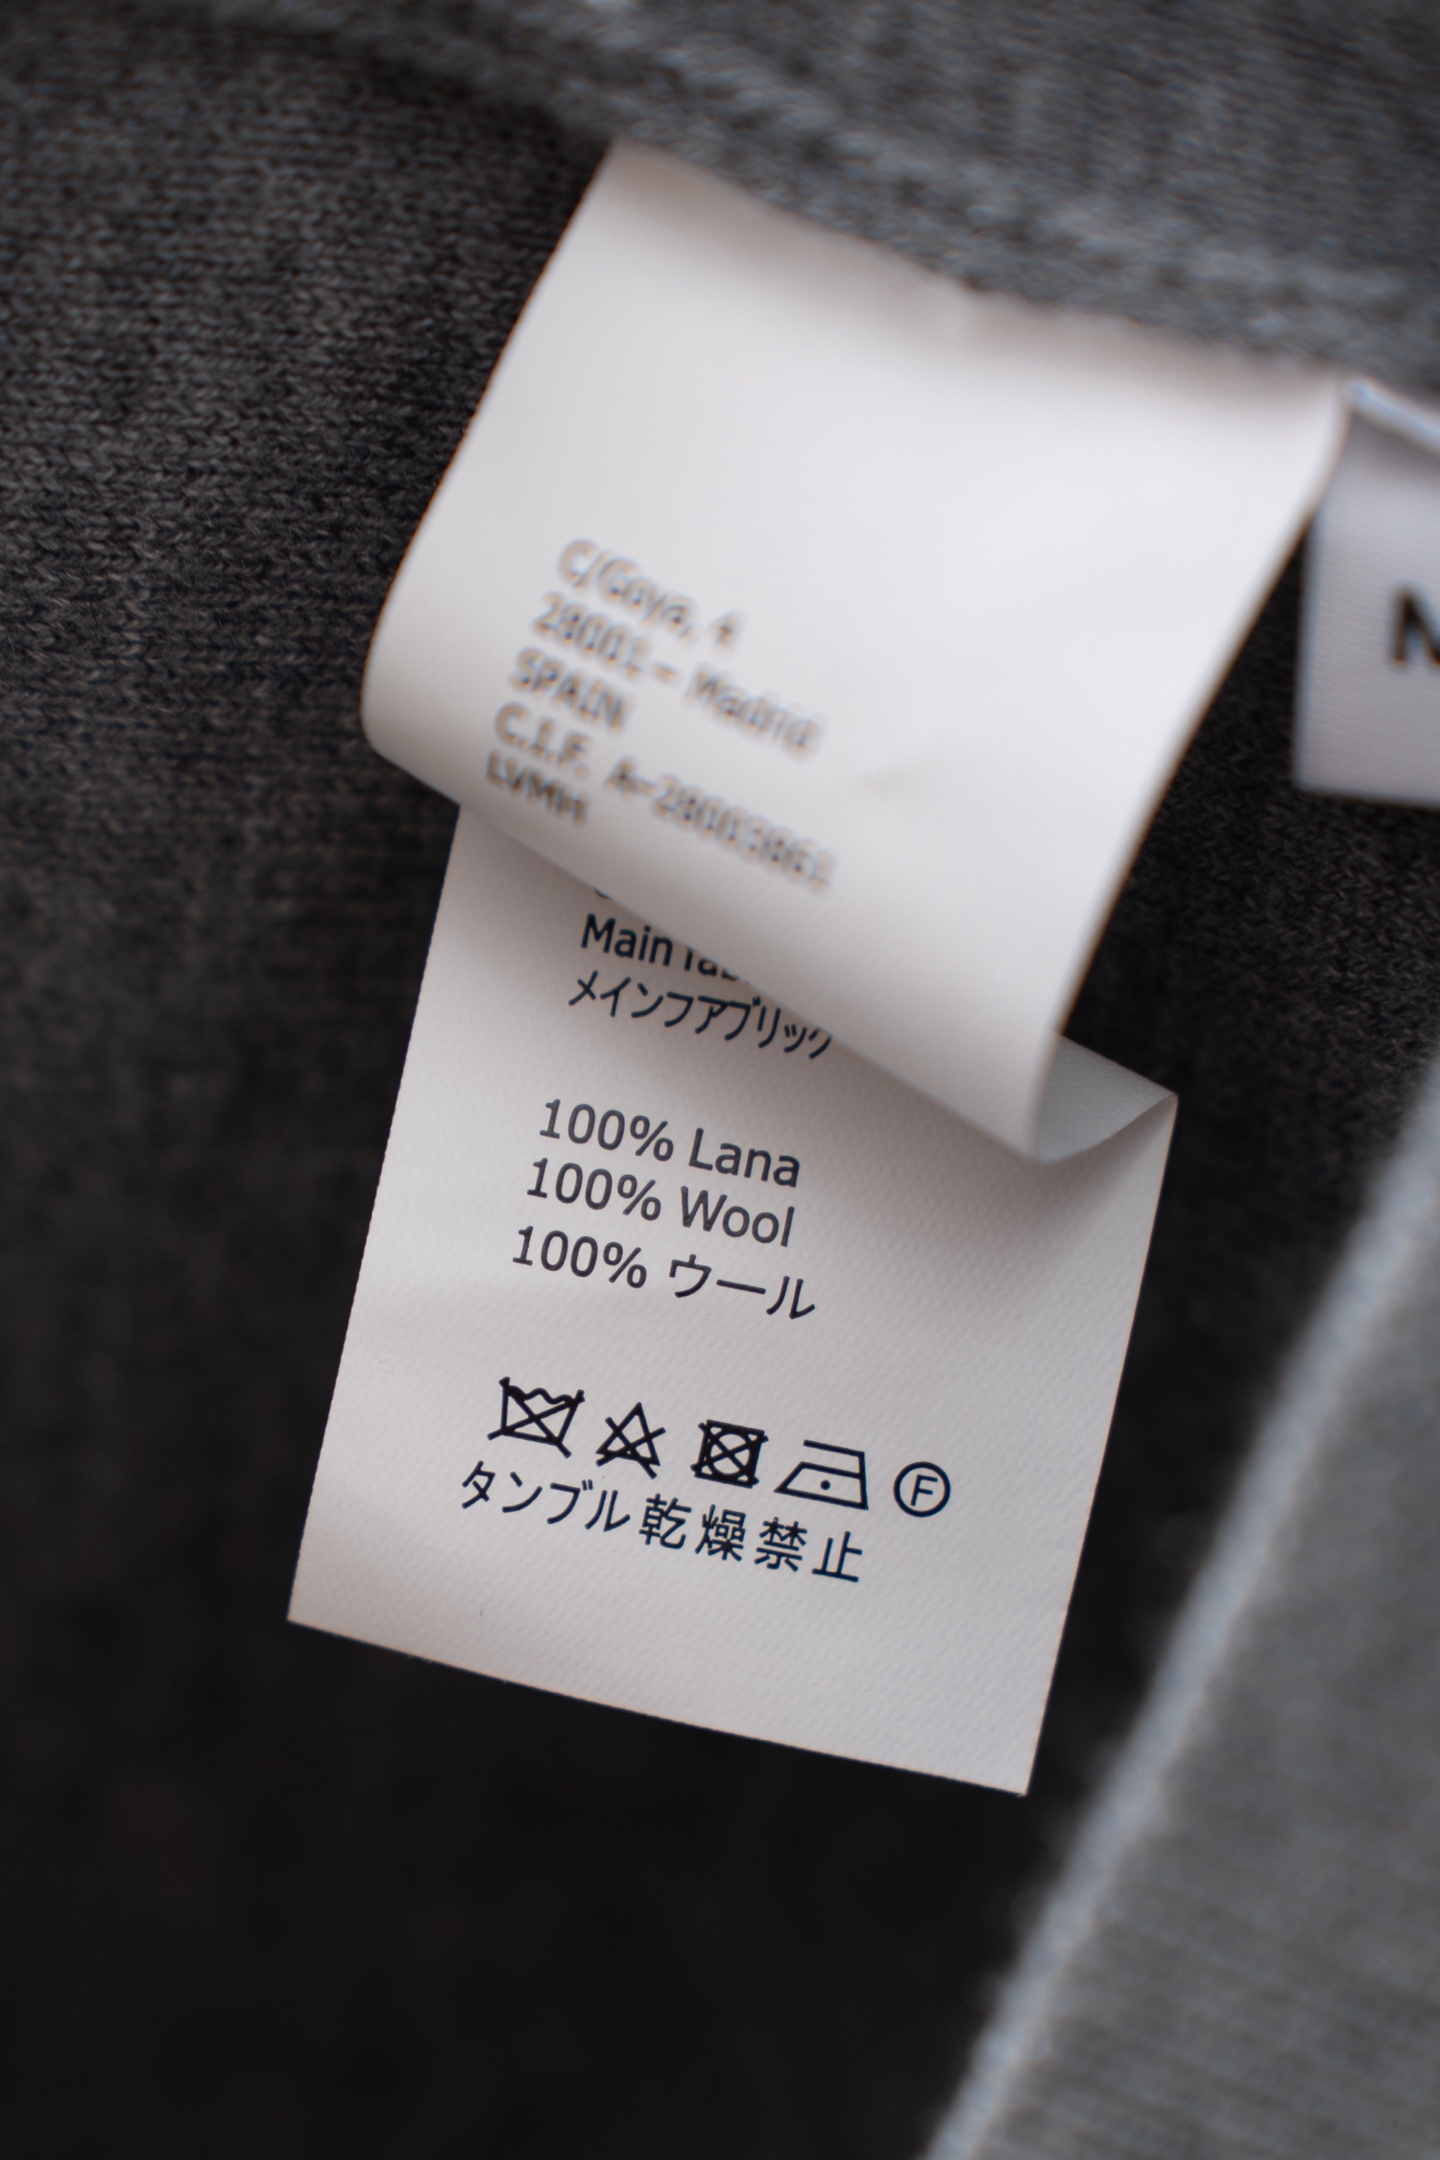 C/Goya, 4
28001 - Madrid
SPAIN
C.I.F. A-28003861
LVMH
Main
メインファブリック
100% Lana
100% Wool
100% ウール
F
タンブル乾燥禁止
N